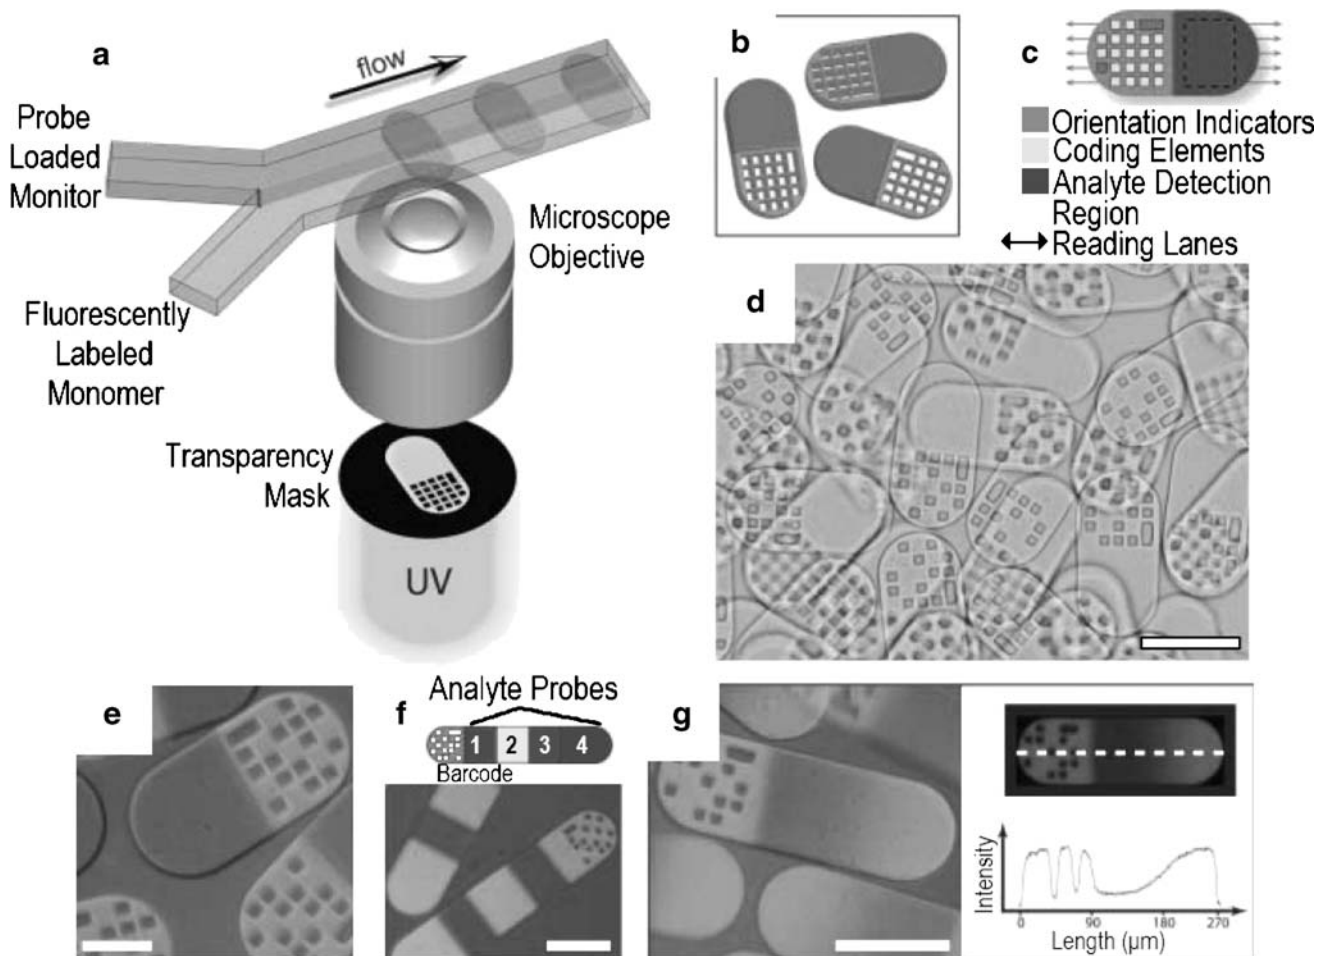 a
flow
Probe
Loaded
Monitor
Fluorescently
Labeled
Monomer
Microscope
Objective
Transparency
Mask
UV
b
c
Orientation Indicators
Coding Elements
Analyte Detection
Region
Reading Lanes
d
e
f
Analyte Probes
1 2 3 4
Barcode
g
Intensity
0 90 180 270
Length (µm)